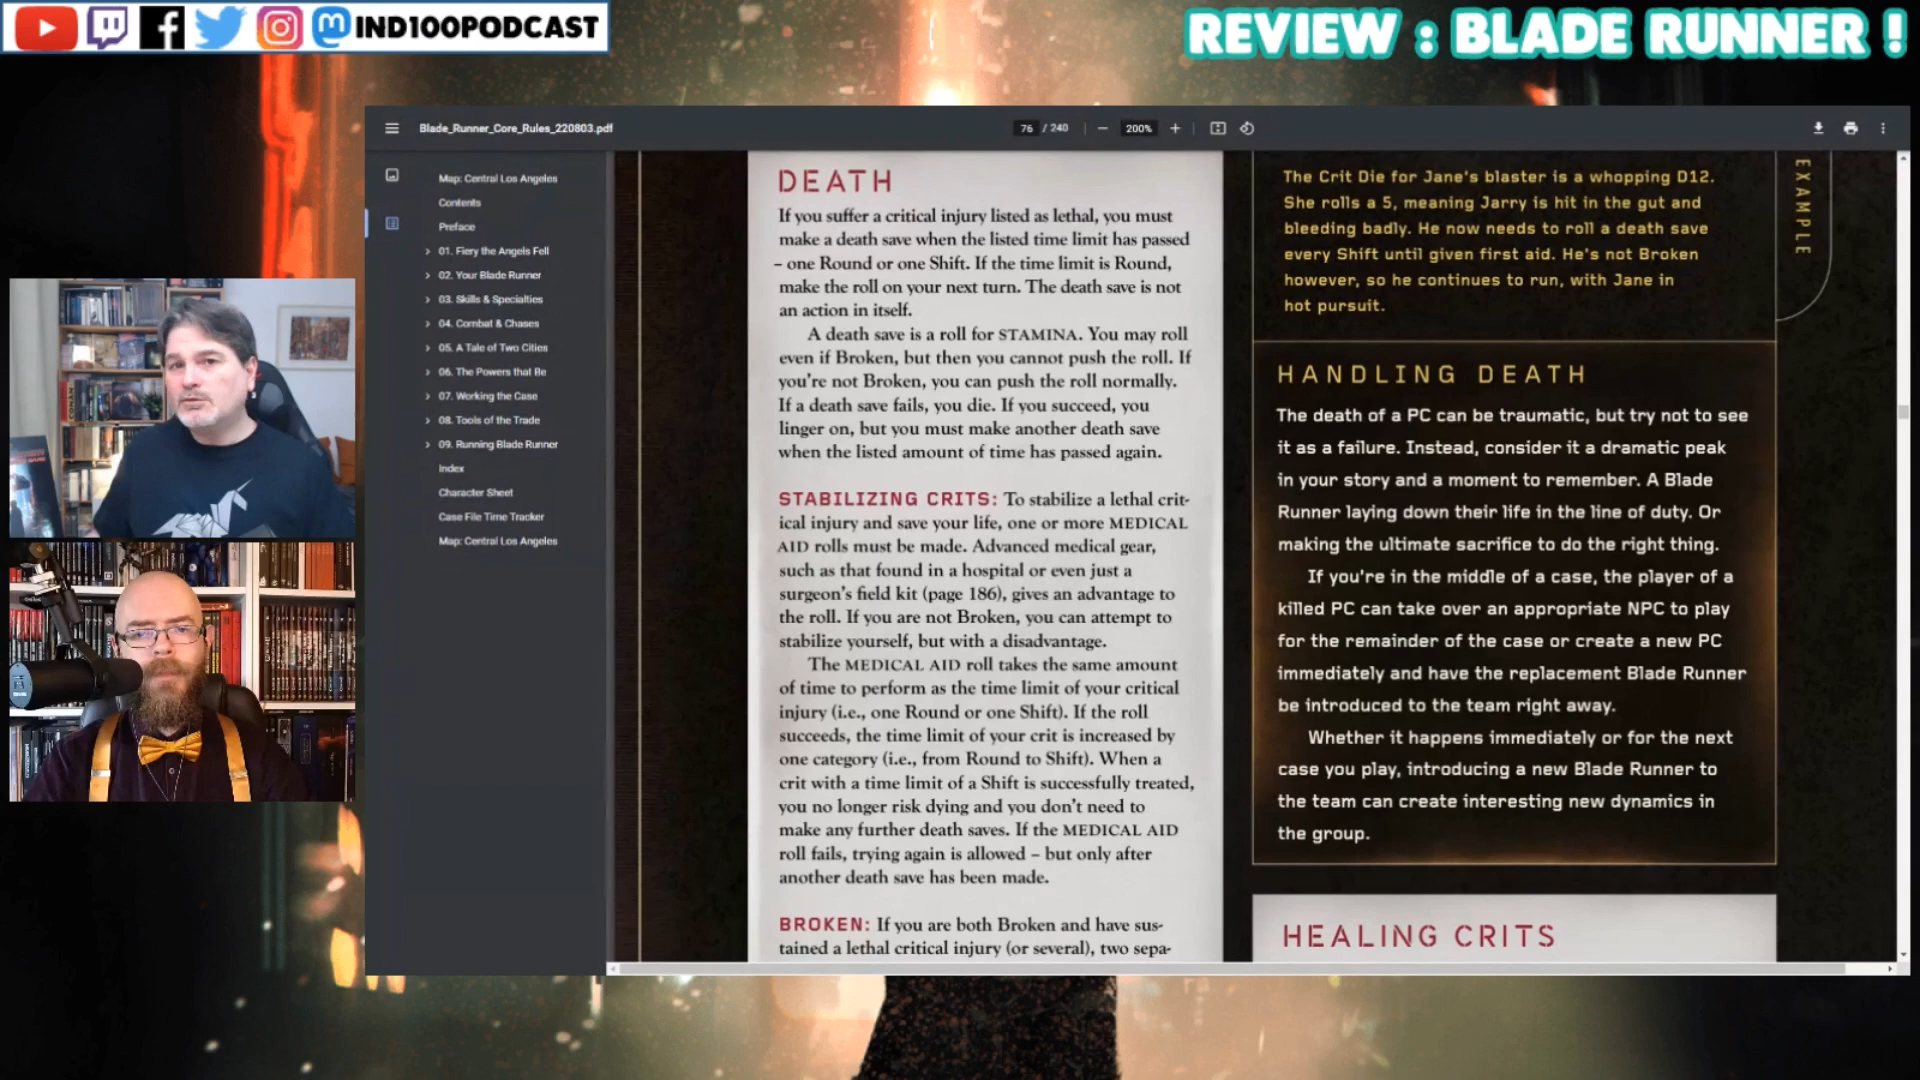 IND100PODCAST
REVIEW : BLADE RUNNER !
Blade_Runner_Core_Rules_220803.pdf
76 / 240
200%
Map: Central Los Angeles
Contents
Preface
01. Fiery the Angels Fell
02. Your Blade Runner
03. Skills & Specialties
04. Combat & Chases
05. A Tale of Two Cities
06. The Powers that Be
07. Working the Case
08. Tools of the Trade
09. Running Blade Runner
Index
Character Sheet
Case File Time Tracker
Map: Central Los Angeles
DEATH
If you suffer a critical injury listed as lethal, you must
make a death save when the listed time limit has passed
– one Round or one Shift. If the time limit is Round,
make the roll on your next turn. The death save is not
an action in itself.
A death save is a roll for STAMINA. You may roll
even if Broken, but then you cannot push the roll. If
you're not Broken, you can push the roll normally.
If a death save fails, you die. If you succeed, you
linger on, but you must make another death save
when the listed amount of time has passed again.
STABILIZING CRITS: To stabilize a lethal crit-
ical injury and save your life, one or more MEDICAL
AID rolls must be made. Advanced medical gear,
such as that found in a hospital or even just a
surgeon's field kit (page 186), gives an advantage to
the roll. If you are not Broken, you can attempt to
stabilize yourself, but with a disadvantage.
The MEDICAL AID roll takes the same amount
of time to perform as the time limit of your critical
injury (i.e., one Round or one Shift). If the roll
succeeds, the time limit of your crit is increased by
one category (i.e., from Round to Shift). When a
crit with a time limit of a Shift is successfully treated,
you no longer risk dying and you don't need to
make any further death saves. If the MEDICAL AID
roll fails, trying again is allowed – but only after
another death save has been made.
BROKEN: If you are both Broken and have sus-
tained a lethal critical injury (or several), two sepa-
The Crit Die for Jane's blaster is a whopping D12.
She rolls a 5, meaning Jarry is hit in the gut and
bleeding badly. He now needs to roll a death save
every Shift until given first aid. He's not Broken
however, so he continues to run, with Jane in
hot pursuit.
EXAMPLE
HANDLING DEATH
The death of a PC can be traumatic, but try not to see
it as a failure. Instead, consider it a dramatic peak
in your story and a moment to remember. A Blade
Runner laying down their life in the line of duty. Or
making the ultimate sacrifice to do the right thing.
If you're in the middle of a case, the player of a
killed PC can take over an appropriate NPC to play
for the remainder of the case or create a new PC
immediately and have the replacement Blade Runner
be introduced to the team right away.
Whether it happens immediately or for the next
case you play, introducing a new Blade Runner to
the team can create interesting new dynamics in
the group.
HEALING CRITS